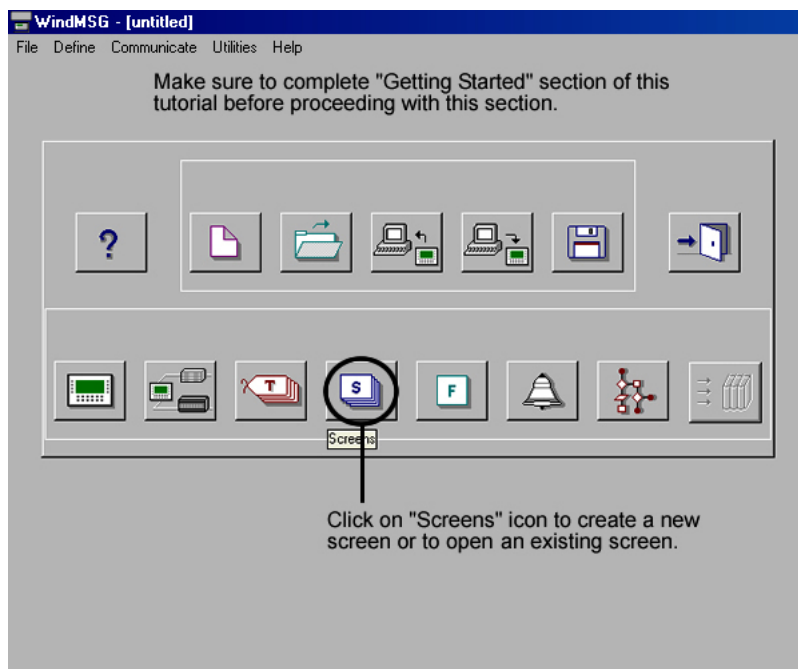 WindMSG - [untitled]
File Define Communicate Utilities Help
Make sure to complete "Getting Started" section of this
tutorial before proceeding with this section.
?
T
S
F
Screens
Click on "Screens" icon to create a new
screen or to open an existing screen.